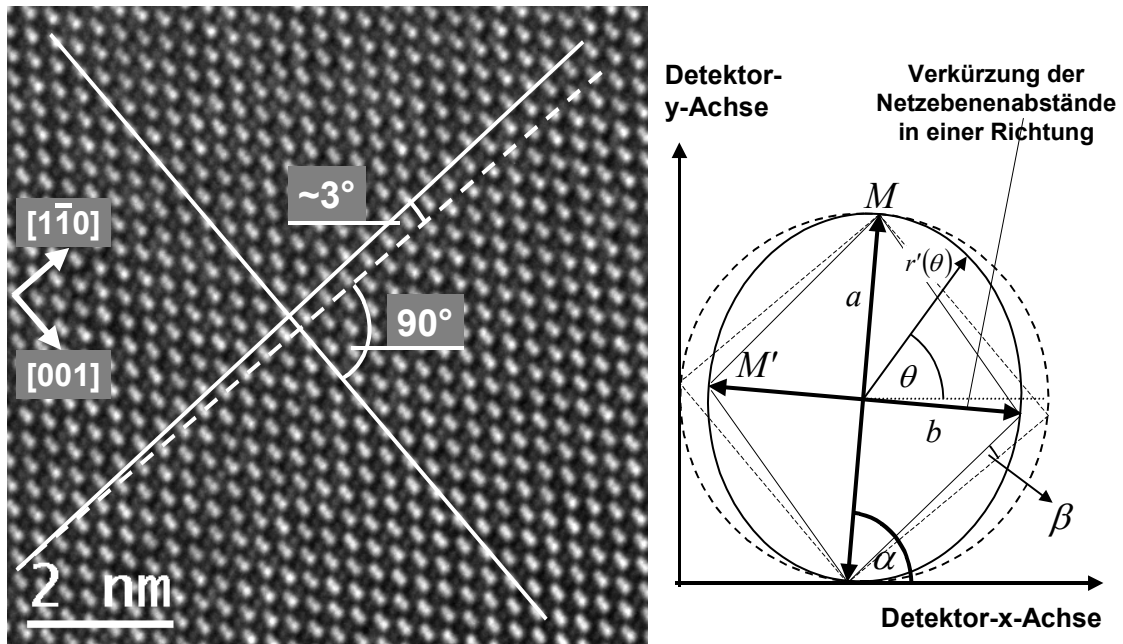 ~3°
[11̄0]
90°
[001]
2 nm
Detektor-
y-Achse
Verkürzung der
Netzebenenabstände
in einer Richtung
M
r'(θ)
a
M'
θ
b
β
α
Detektor-x-Achse